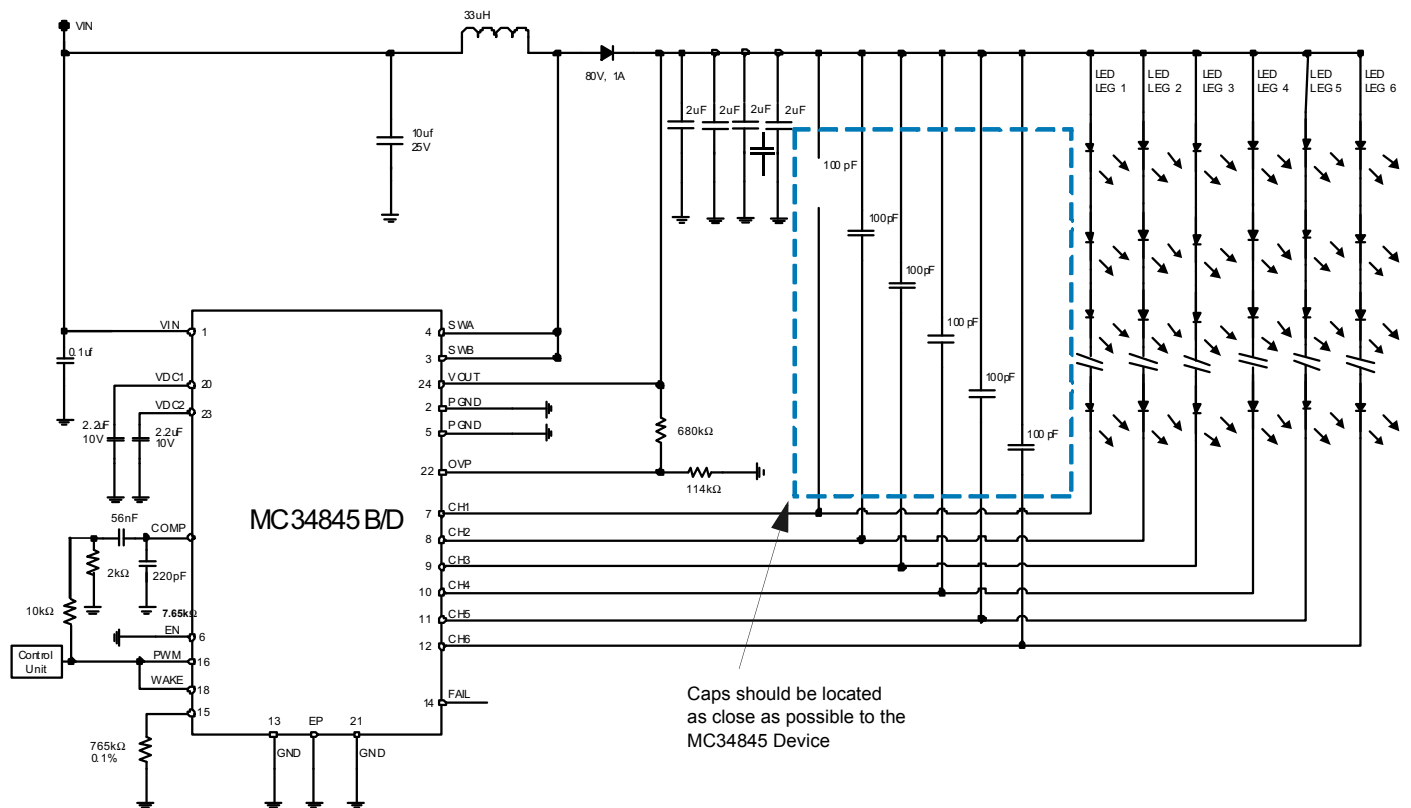 VIN
33uH
80V, 1A
10uf
25V
2uF
2uF
2uF
2uF
LED
LEG 1
LED
LEG 2
LED
LEG 3
LED
LEG 4
LED
LEG 5
LED
LEG 6
100 pF
100pF
100pF
100 pF
100pF
100 pF
VIN
1
0.1uf
VDC1
20
VDC2
23
2.2uF
10V
2.2uF
10V
4
SWA
3
SWB
24
VOUT
2
PGND
5
PGND
680kΩ
22
OVP
114kΩ
MC34845 B/D
7
CH1
8
CH2
9
CH3
10
CH4
11
CH5
12
CH6
56nF
COMP
2kΩ
220pF
10kΩ
7.65kΩ
EN
6
Control
Unit
PWM
16
WAKE
18
15
765kΩ
0.1%
14
FAIL
13
EP
21
GND
GND
Caps should be located
as close as possible to the
MC34845 Device